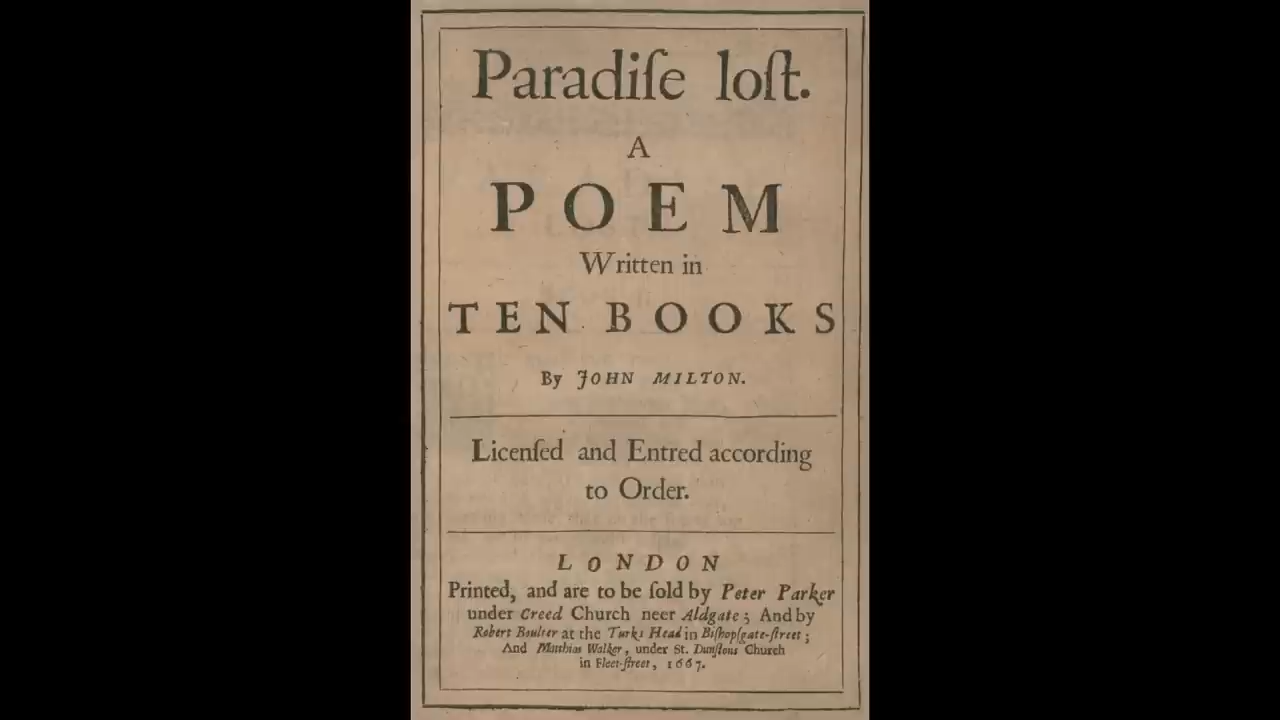 Paradiſe loſt.
A
POEM
Written in
TEN BOOKS
By JOHN MILTON.
Licenſed and Entred according
to Order.
LONDON
Printed, and are to be ſold by Peter Parker
under Creed Church neer Aldgate; And by
Robert Boulter at the Turks Head in Biſhopſgate-ſtreet;
And Matthias Walker, under St. Dunſtons Church
in Fleet-ſtreet, 1667.